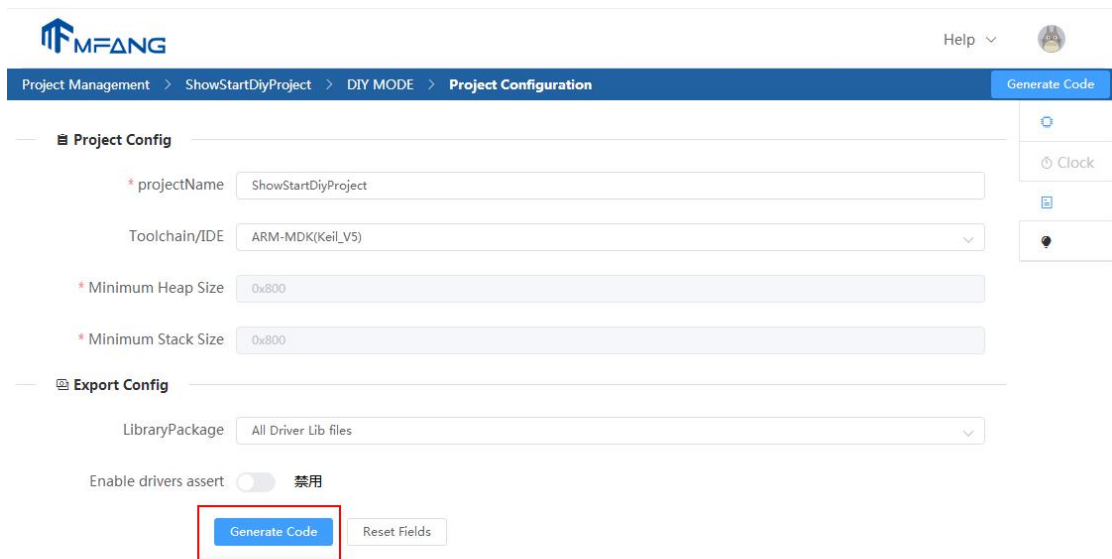 MFANG
Help
Project Management > ShowStartDiyProject > DIY MODE > Project Configuration
Generate Code
Project Config
Clock
* projectName ShowStartDiyProject
Toolchain/IDE ARM-MDK(Keil_V5)
* Minimum Heap Size 0x800
* Minimum Stack Size 0x800
Export Config
LibraryPackage All Driver Lib files
Enable drivers assert 禁用
Generate Code Reset Fields